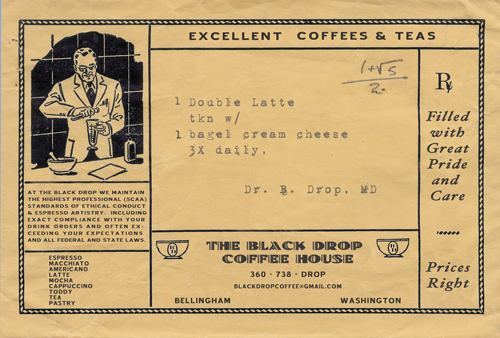 EXCELLENT COFFEES & TEAS
1+√5
2
1 Double Latte
tkn w/
1 bagel cream cheese
3X daily.
Dr. B. Drop, MD
Rx
Filled
with
Great
Pride
and
Care
Prices
Right
AT THE BLACK DROP WE MAINTAIN
THE HIGHEST PROFESSIONAL (SCAA)
STANDARDS OF ETHICAL CONDUCT
& ESPRESSO ARTISTRY. INCLUDING
EXACT COMPLIANCE WITH YOUR
DRINK ORDERS AND OFTEN EX-
CEEDING YOUR EXPECTATIONS
AND ALL FEDERAL AND STATE LAWS.
ESPRESSO
MACCHIATO
AMERICANO
LATTE
MOCHA
CAPPUCCINO
TODDY
TEA
PASTRY
THE BLACK DROP
COFFEE HOUSE
360 · 738 · DROP
BLACKDROPCOFFEE@GMAIL.COM
BELLINGHAM WASHINGTON